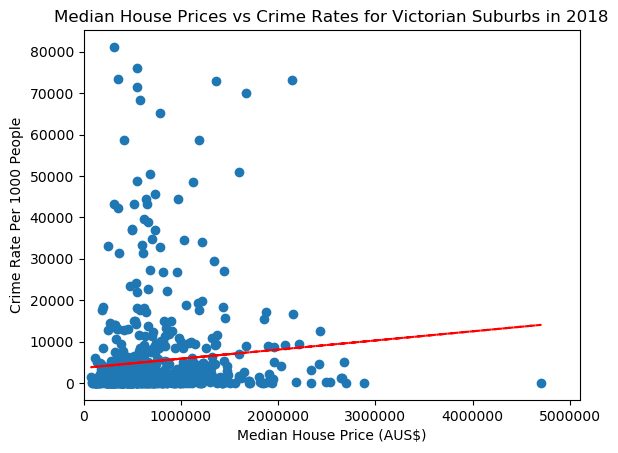 Median House Prices vs Crime Rates for Victorian Suburbs in 2018
80000
70000
60000
50000
40000
30000
20000
10000
0
Crime Rate Per 1000 People
0 1000000 2000000 3000000 4000000 5000000
Median House Price (AUS$)